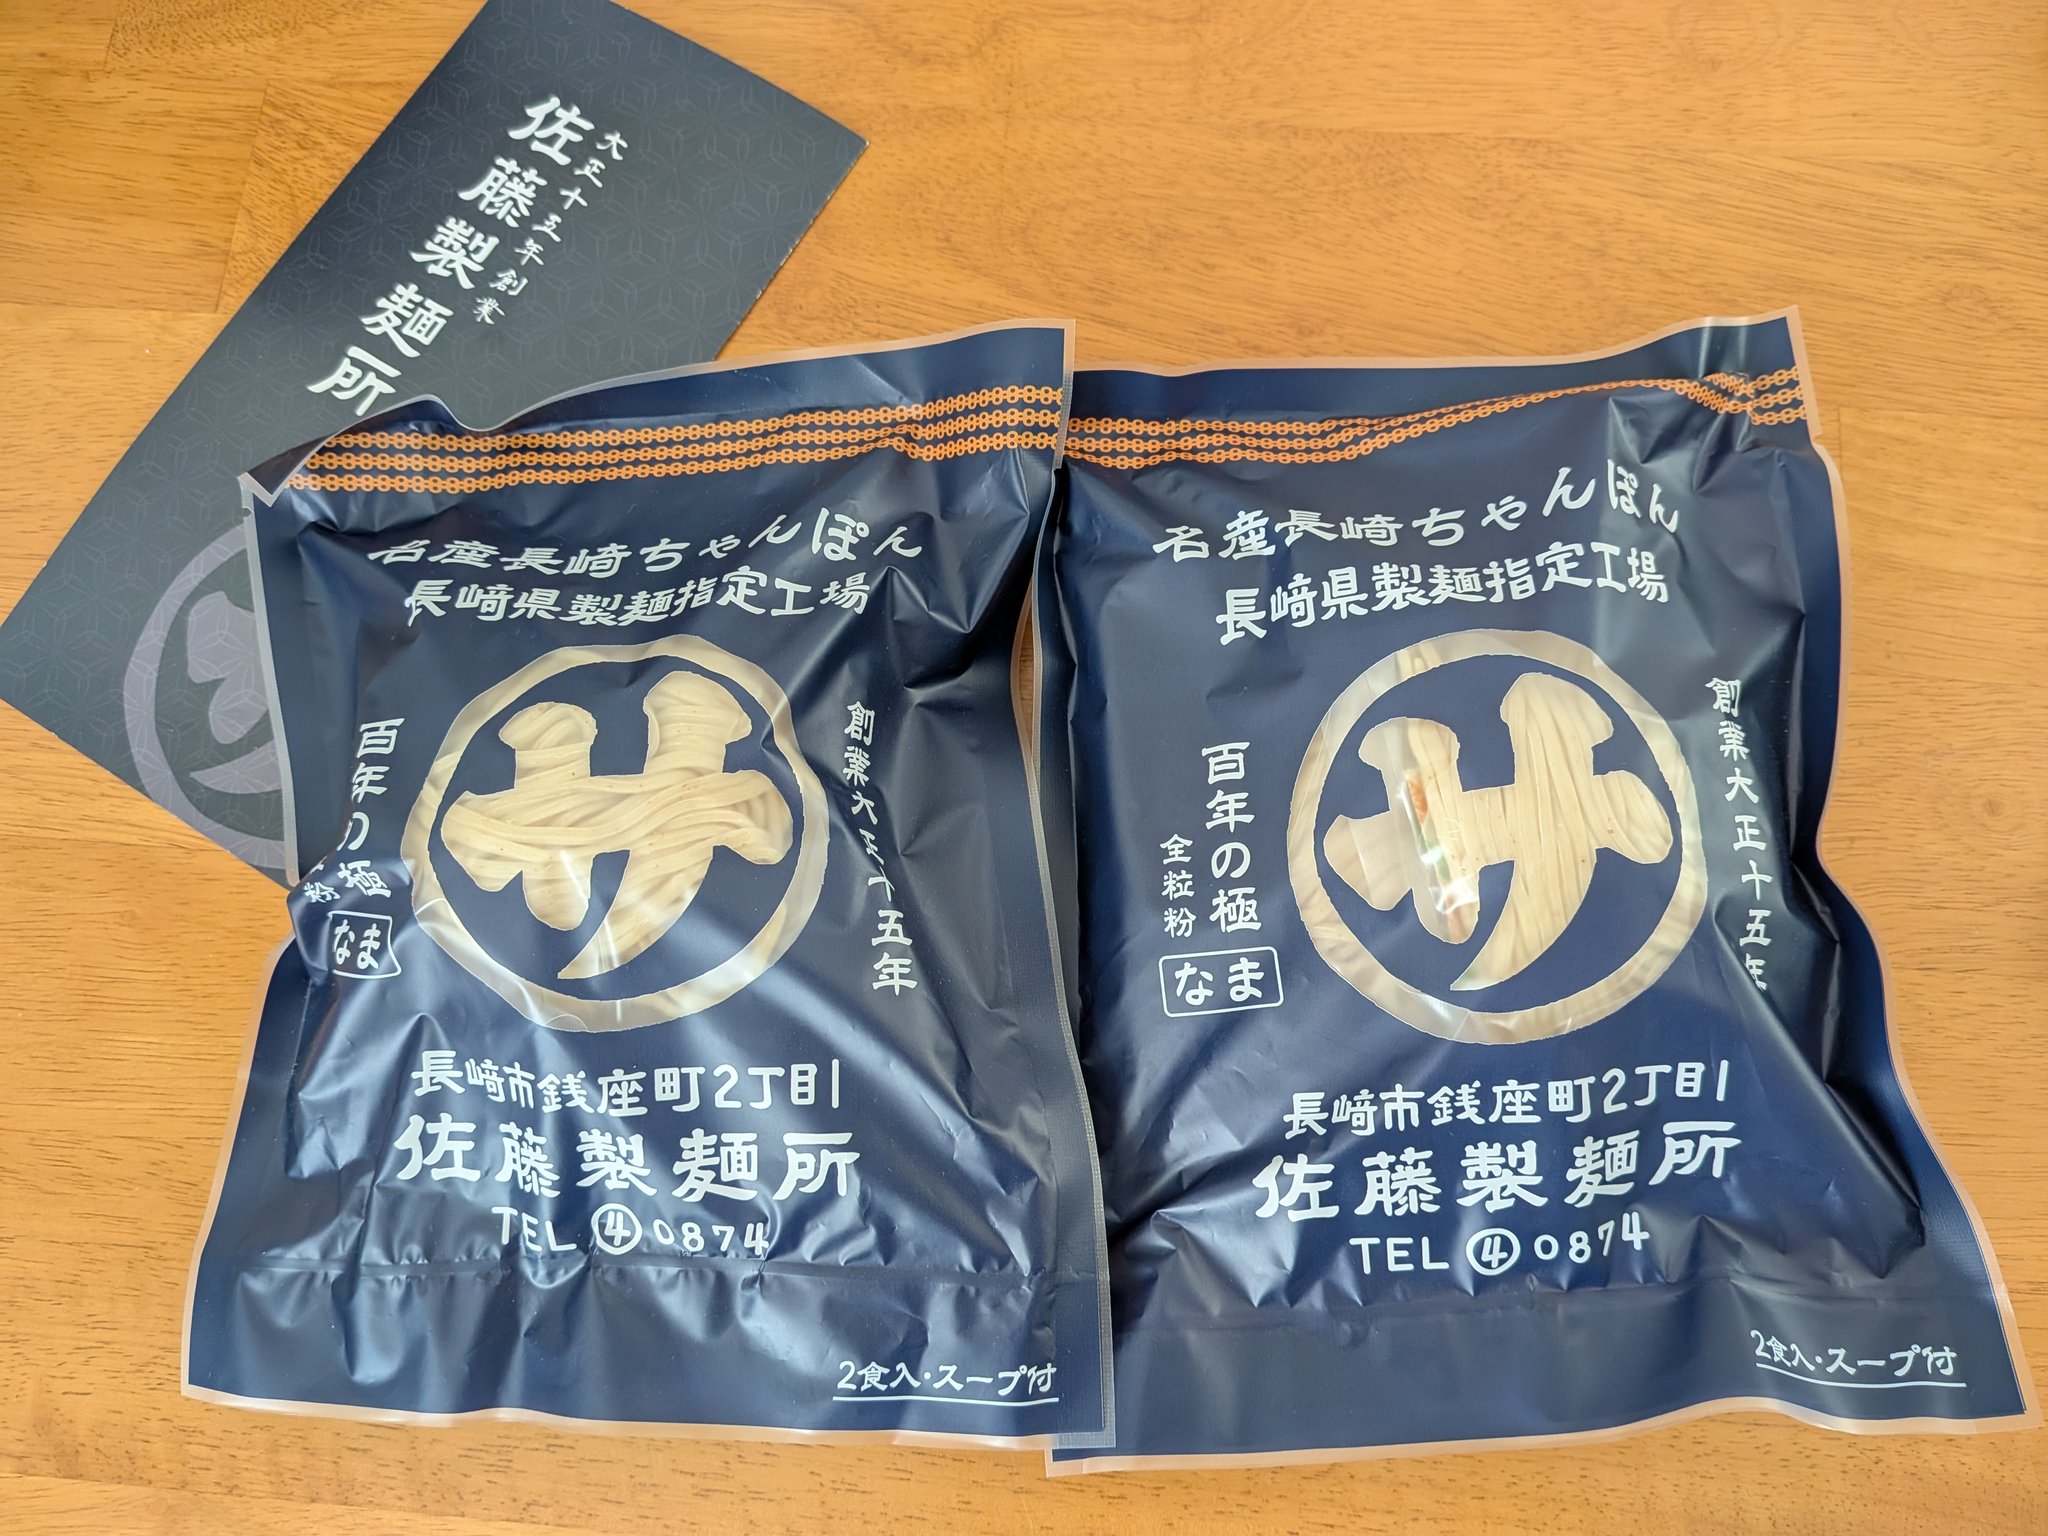 大正十五年創業
佐藤製麺所
サ
名産長崎ちゃんぽん
長崎県製麺指定工場
創業大正十五年
サ
百年の極
粉
なま
長崎市銭座町2丁目1
佐藤製麺所
TEL ④ 0874
2食入・スープ付
名産長崎ちゃんぽん
長崎県製麺指定工場
創業大正十五年
サ
百年の極
全粒粉
なま
長崎市銭座町2丁目1
佐藤製麺所
TEL ④ 0874
2食入・スープ付